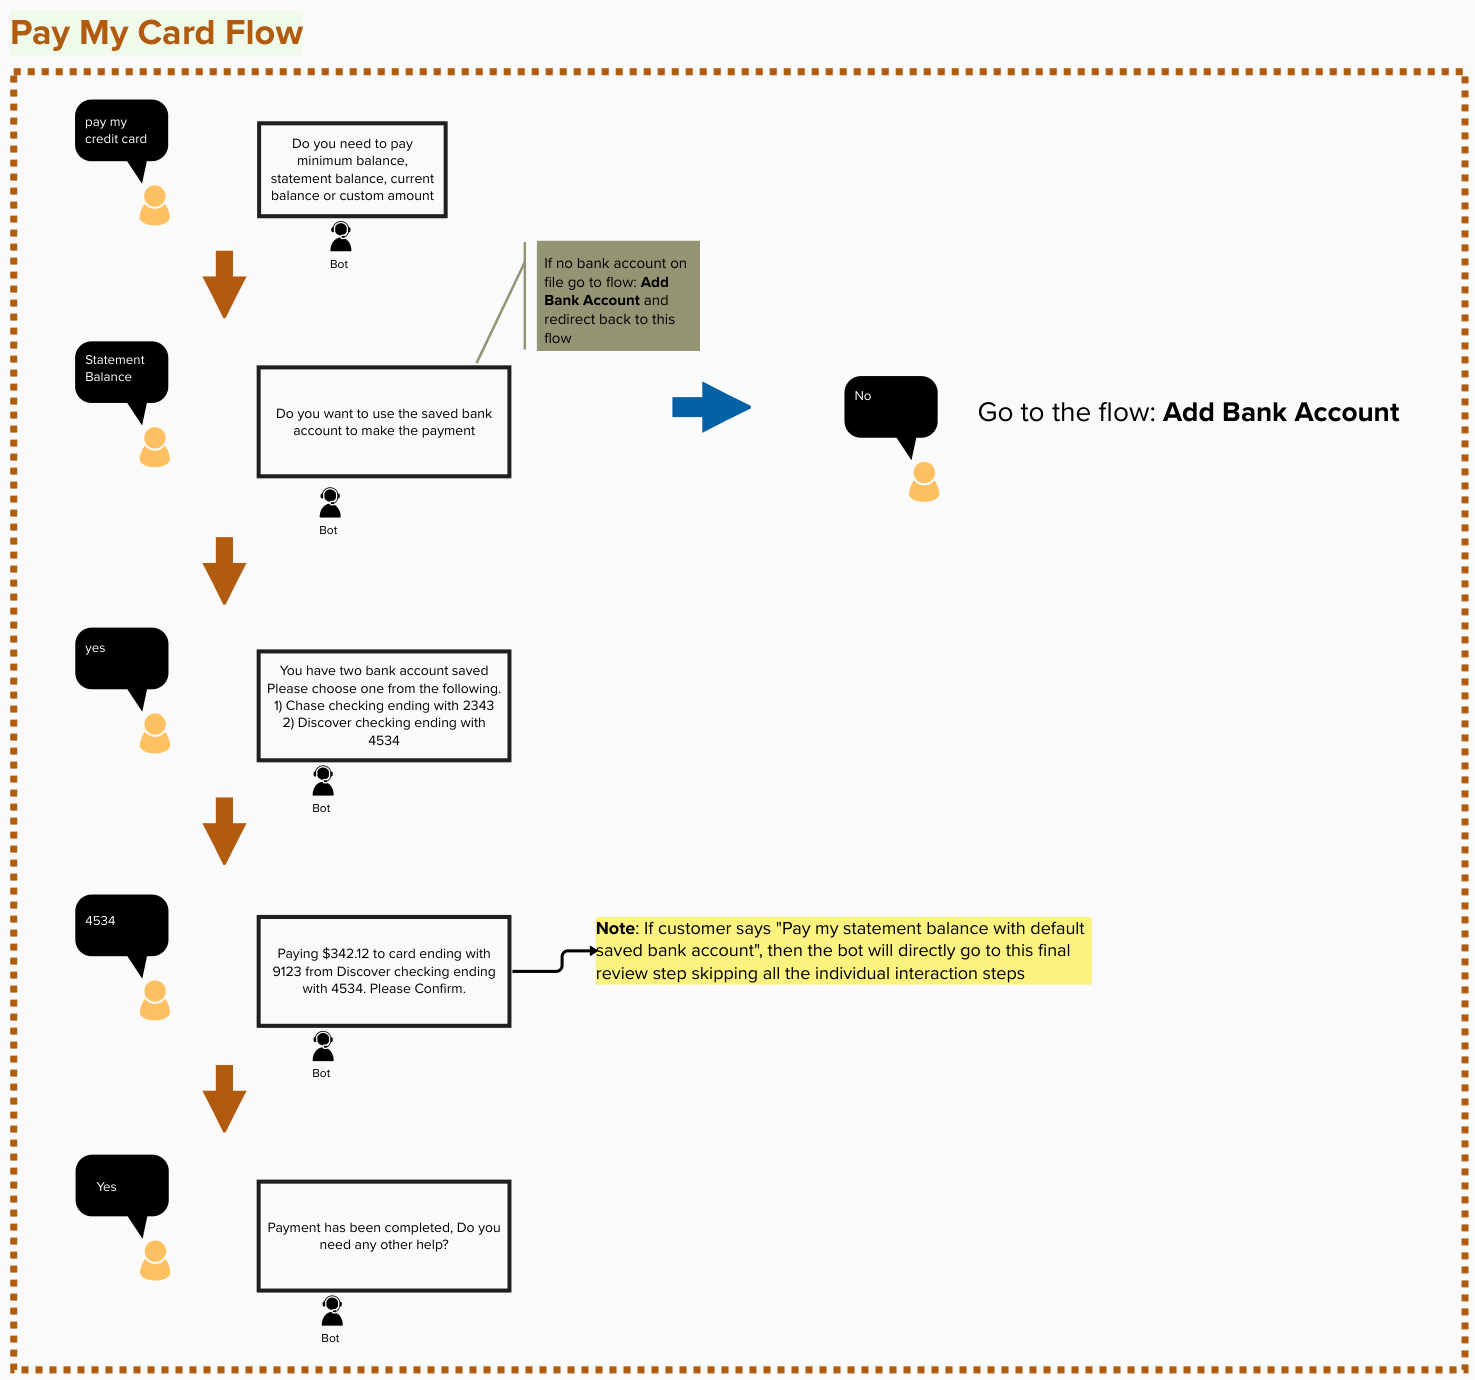 Pay My Card Flow
pay my
credit card
Do you need to pay
minimum balance,
statement balance, current
balance or custom amount
Bot
If no bank account on
file go to flow: Add
Bank Account and
redirect back to this
flow
Statement
Balance
Do you want to use the saved bank
account to make the payment
Bot
No
Go to the flow: Add Bank Account
yes
You have two bank account saved
Please choose one from the following.
1) Chase checking ending with 2343
2) Discover checking ending with
4534
Bot
4534
Paying $342.12 to card ending with
9123 from Discover checking ending
with 4534. Please Confirm.
Bot
Note: If customer says "Pay my statement balance with default
saved bank account", then the bot will directly go to this final
review step skipping all the individual interaction steps
Yes
Payment has been completed, Do you
need any other help?
Bot